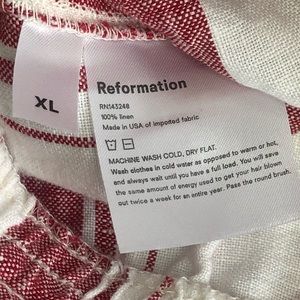 XL
Reformation
RN143248
100% linen
Made in USA of imported fabric
MACHINE WASH COLD, DRY FLAT.
Wash clothes in cold water as opposed to warm or hot,
and always wait until you have a full load. You will save
the same amount of energy used to get your hair blown
out twice a week for an entire year. Pass the round brush.